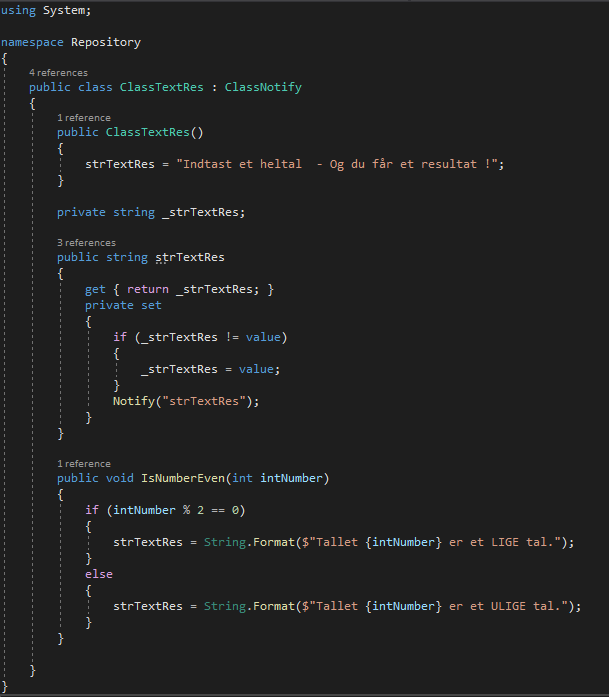 using System;
namespace Repository
{
4 references
public class ClassTextRes : ClassNotify
{
1 reference
public ClassTextRes()
{
strTextRes = "Indtast et heltal  - Og du får et resultat !";
}
private string _strTextRes;
3 references
public string strTextRes
{
get { return _strTextRes; }
private set
{
if (_strTextRes != value)
{
_strTextRes = value;
}
Notify("strTextRes");
}
}
1 reference
public void IsNumberEven(int intNumber)
{
if (intNumber % 2 == 0)
{
strTextRes = String.Format($"Tallet {intNumber} er et LIGE tal.");
}
else
{
strTextRes = String.Format($"Tallet {intNumber} er et ULIGE tal.");
}
}
}
}